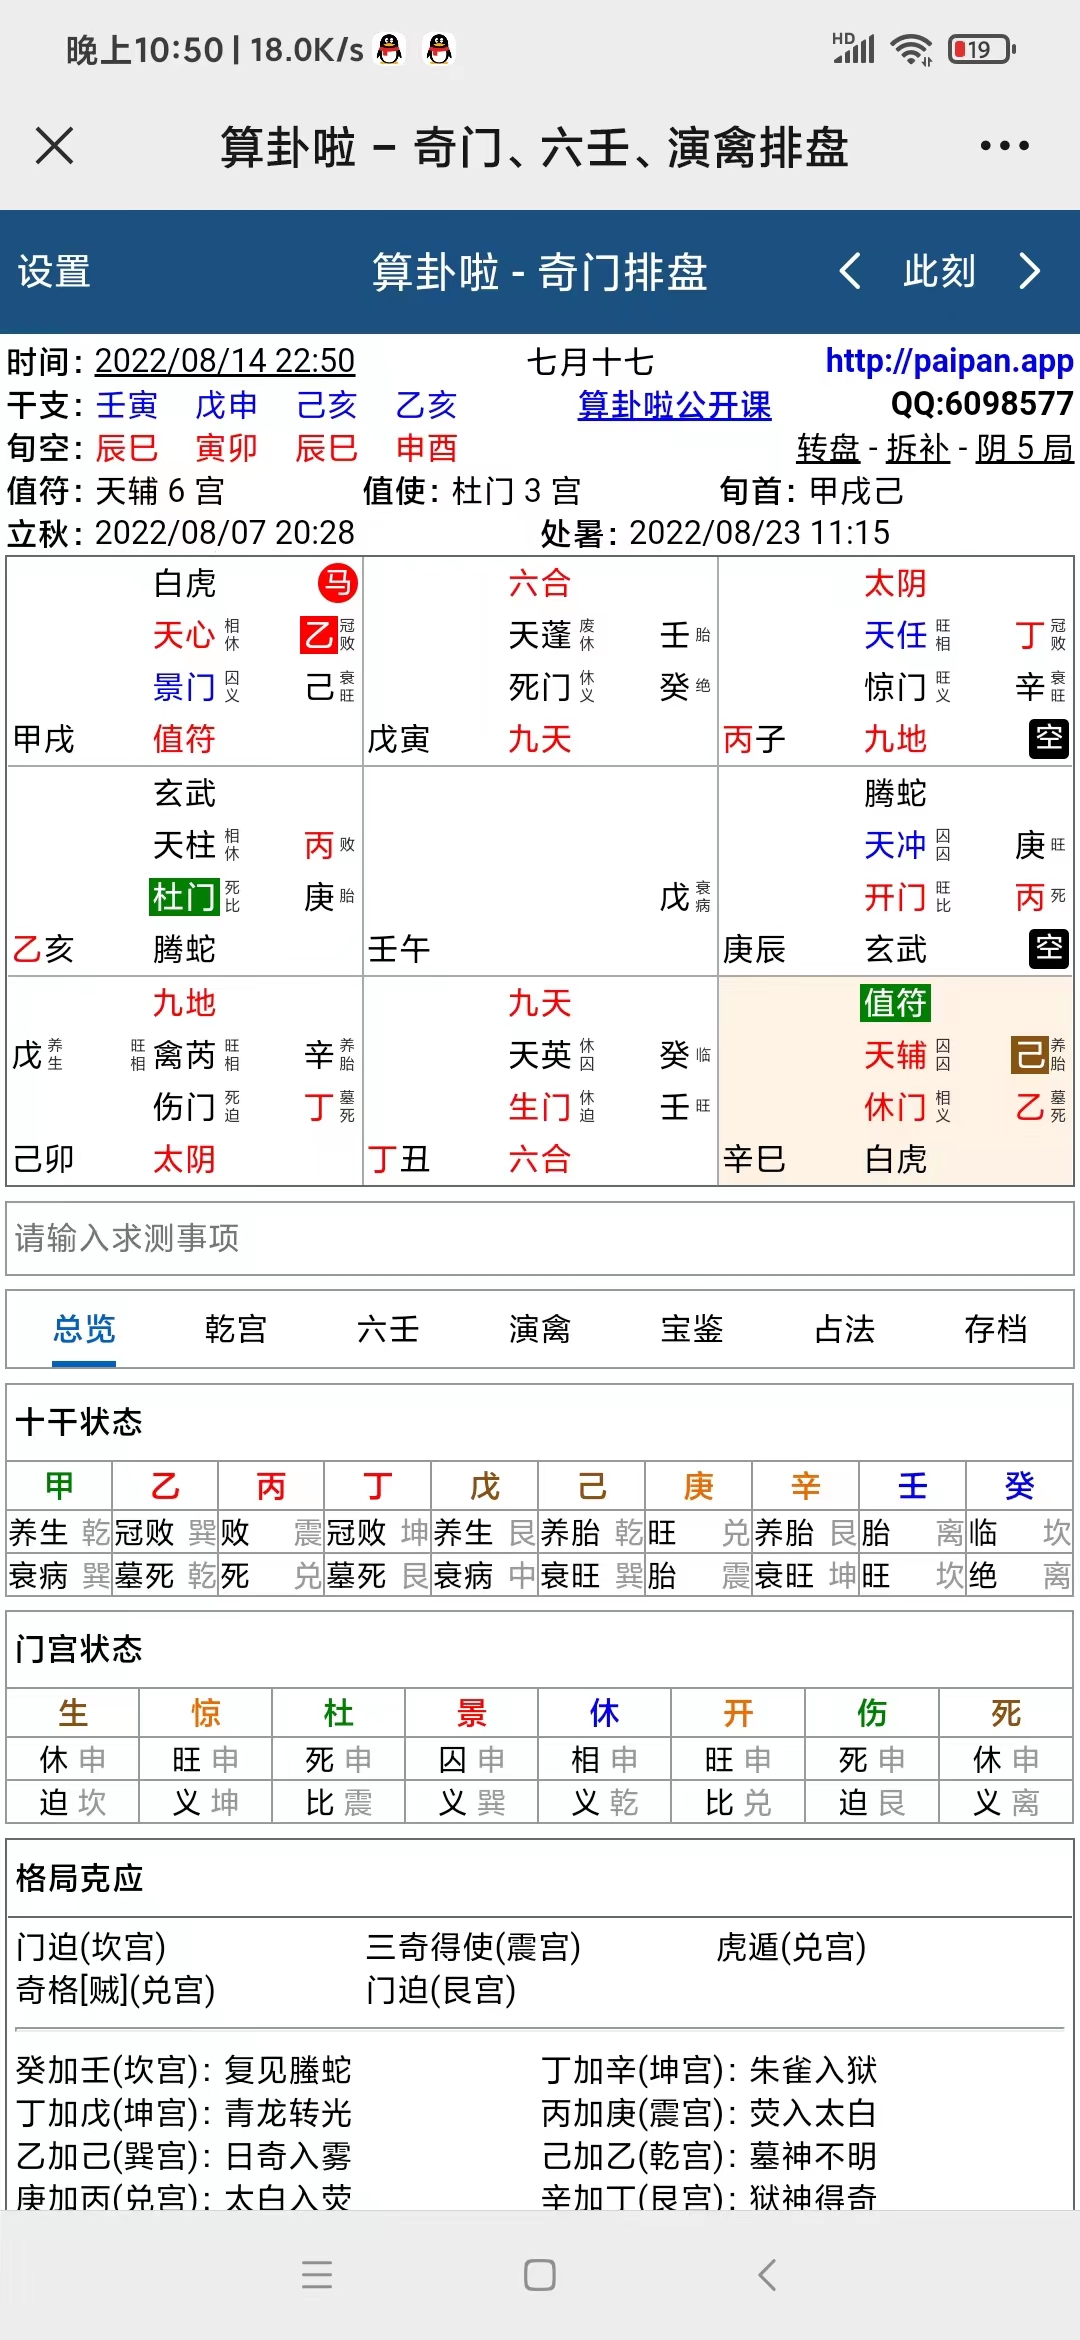 晚上10:50 | 18.0K/s HD 19
算卦啦 – 奇门、六壬、演禽排盘
设置 算卦啦 - 奇门排盘 此刻
时间: 2022/08/14 22:50 七月十七 http://paipan.app
干支: 壬寅 戊申 己亥 乙亥 算卦啦公开课 QQ:6098577
旬空: 辰巳 寅卯 辰巳 申酉 转盘 - 拆补 - 阴 5 局
值符: 天辅 6 宫 值使: 杜门 3 宫 旬首: 甲戌己
立秋: 2022/08/07 20:28 处暑: 2022/08/23 11:15
白虎 马 六合 太阴
天心 相休 乙 冠败 天蓬 废休 壬 胎 天任 旺相 丁 冠败
景门 囚义 己 衰旺 死门 休义 癸 绝 惊门 旺义 辛 衰旺
甲戌 值符 戊寅 九天 丙子 九地 空
玄武 腾蛇
天柱 相休 丙 败 天冲 囚囚 庚 旺
杜门 死比 庚 胎 戊 衰病 开门 旺比 丙 死
乙亥 腾蛇 壬午 庚辰 玄武 空
九地 九天 值符
戊 养生 旺相 禽芮 旺相 辛 养胎 天英 休囚 癸 临 天辅 囚囚 己 养胎
伤门 死迫 丁 墓死 生门 休迫 壬 旺 休门 相义 乙 墓死
己卯 太阴 丁丑 六合 辛巳 白虎
请输入求测事项
总览 乾宫 六壬 演禽 宝鉴 占法 存档
十干状态
甲 乙 丙 丁 戊 己 庚 辛 壬 癸
养生 乾 冠败 巽 败 震 冠败 坤 养生 艮 养胎 乾 旺 兑 养胎 艮 胎 离 临 坎
衰病 巽 墓死 乾 死 兑 墓死 艮 衰病 中 衰旺 巽 胎 震 衰旺 坤 旺 坎 绝 离
门宫状态
生 惊 杜 景 休 开 伤 死
休 申 旺 申 死 申 囚 申 相 申 旺 申 死 申 休 申
迫 坎 义 坤 比 震 义 巽 义 乾 比 兑 迫 艮 义 离
格局克应
门迫(坎宫) 三奇得使(震宫) 虎遁(兑宫)
奇格[贼](兑宫) 门迫(艮宫)
癸加壬(坎宫): 复见螣蛇 丁加辛(坤宫): 朱雀入狱
丁加戊(坤宫): 青龙转光 丙加庚(震宫): 荧入太白
乙加己(巽宫): 日奇入雾 己加乙(乾宫): 墓神不明
庚加丙(兑宫): 太白入荧 辛加丁(艮宫): 狱神得奇